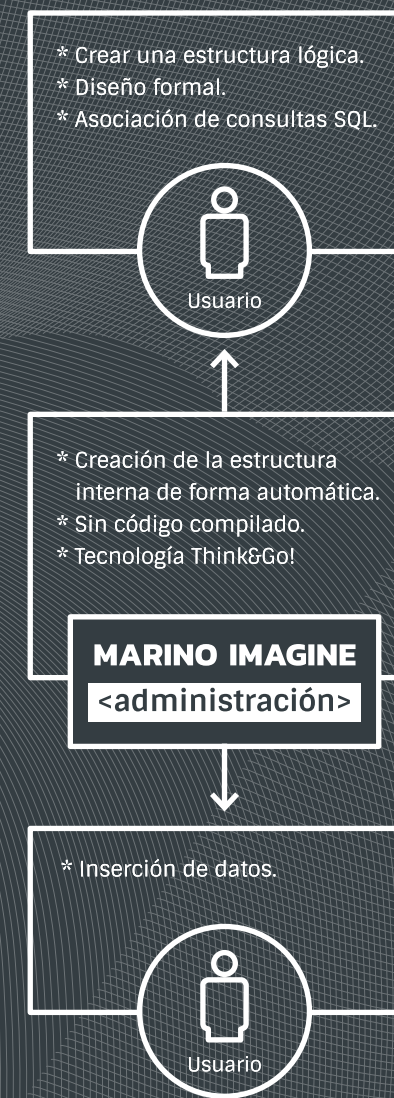 * Crear una estructura lógica.
* Diseño formal.
* Asociación de consultas SQL.
Usuario
* Creación de la estructura
interna de forma automática.
* Sin código compilado.
* Tecnología Think&Go!
MARINO IMAGINE
<administración>
* Inserción de datos.
Usuario